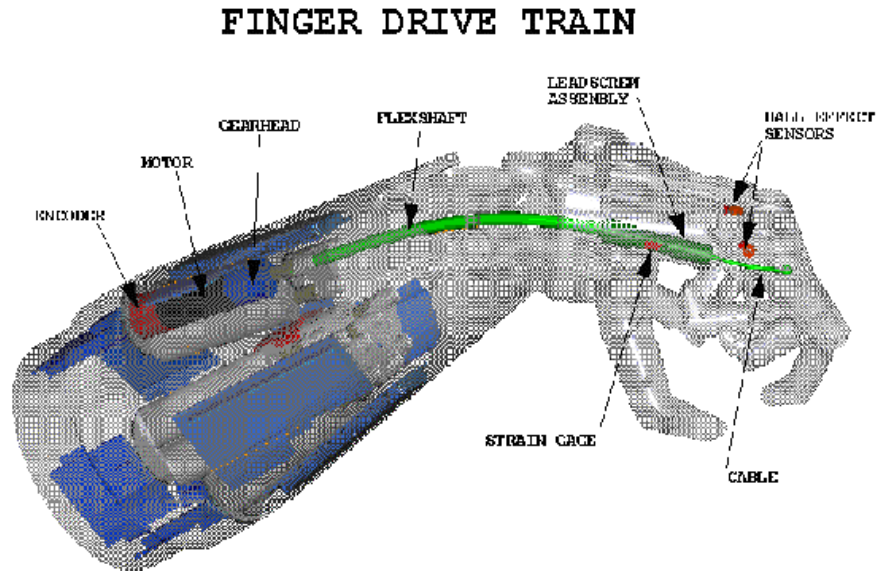 FINGER DRIVE TRAIN
LEADSCREW
ASSEMBLY
HALL EFFECT
SENSORS
FLEXSHAFT
GEARHEAD
MOTOR
ENCODER
STRAIN GAGE
CABLE